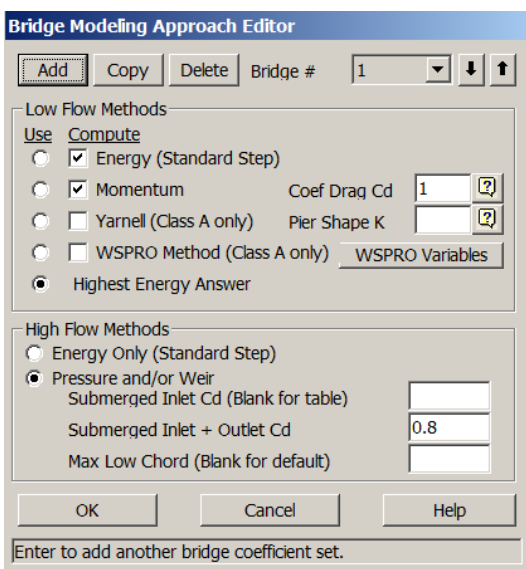 Bridge Modeling Approach Editor
Add Copy Delete Bridge # 1
Low Flow Methods
Use Compute
Energy (Standard Step)
Momentum Coef Drag Cd 1 ?
Yarnell (Class A only) Pier Shape K ?
WSPRO Method (Class A only) WSPRO Variables
Highest Energy Answer
High Flow Methods
Energy Only (Standard Step)
Pressure and/or Weir
Submerged Inlet Cd (Blank for table)
Submerged Inlet + Outlet Cd 0.8
Max Low Chord (Blank for default)
OK Cancel Help
Enter to add another bridge coefficient set.